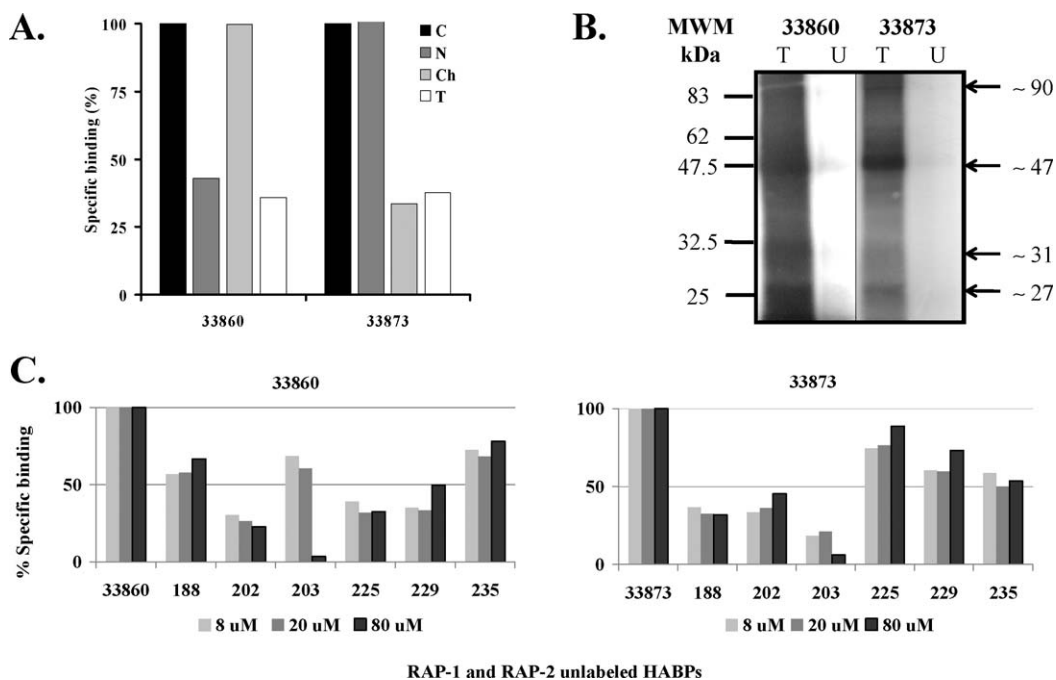 A.
Specific binding (%)
100
75
50
25
0
33860
33873
C
N
Ch
T
B.
MWM
kDa
33860
33873
T U T U
83
62
47.5
32.5
25
~ 90
~ 47
~ 31
~ 27
C.
33860
% Specific binding
100
50
0
33860 188 202 203 225 229 235
8 uM 20 uM 80 uM
33873
100
50
0
33873 188 202 203 225 229 235
8 uM 20 uM 80 uM
RAP-1 and RAP-2 unlabeled HABPs